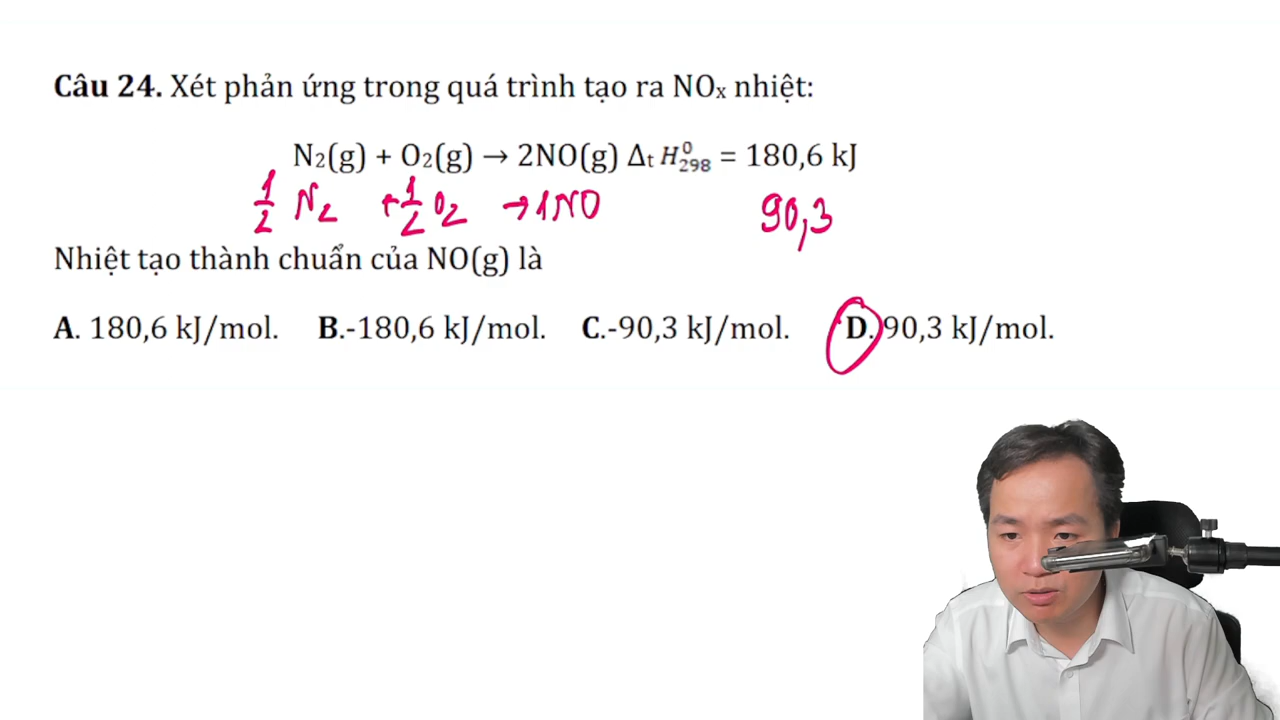 Câu 24. Xét phản ứng trong quá trình tạo ra NOₓ nhiệt:
N₂(g) + O₂(g) → 2NO(g) Δₜ H⁰₂₉₈ = 180,6 kJ
1/2 N₂ + 1/2 O₂ → 1NO 90,3
Nhiệt tạo thành chuẩn của NO(g) là
A. 180,6 kJ/mol. B.-180,6 kJ/mol. C.-90,3 kJ/mol. D. 90,3 kJ/mol.